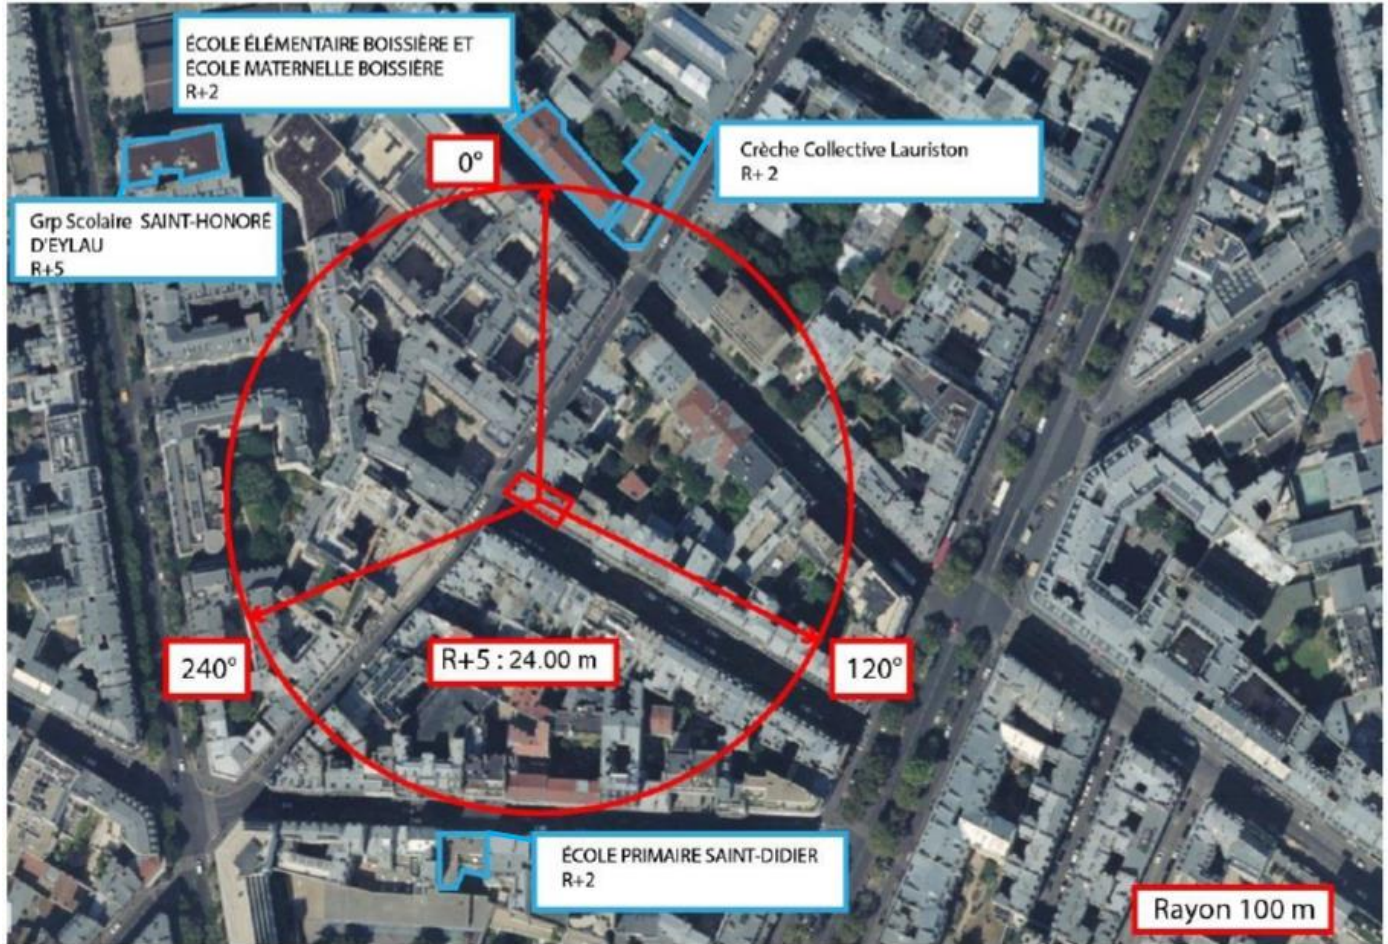 ÉCOLE ÉLÉMENTAIRE BOISSIÈRE ET
ÉCOLE MATERNELLE BOISSIÈRE
R+2
0°
Crèche Collective Lauriston
R+ 2
Grp Scolaire SAINT-HONORÉ
D'EYLAU
R+5
240°
R+5 : 24.00 m
120°
ÉCOLE PRIMAIRE SAINT-DIDIER
R+2
Rayon 100 m